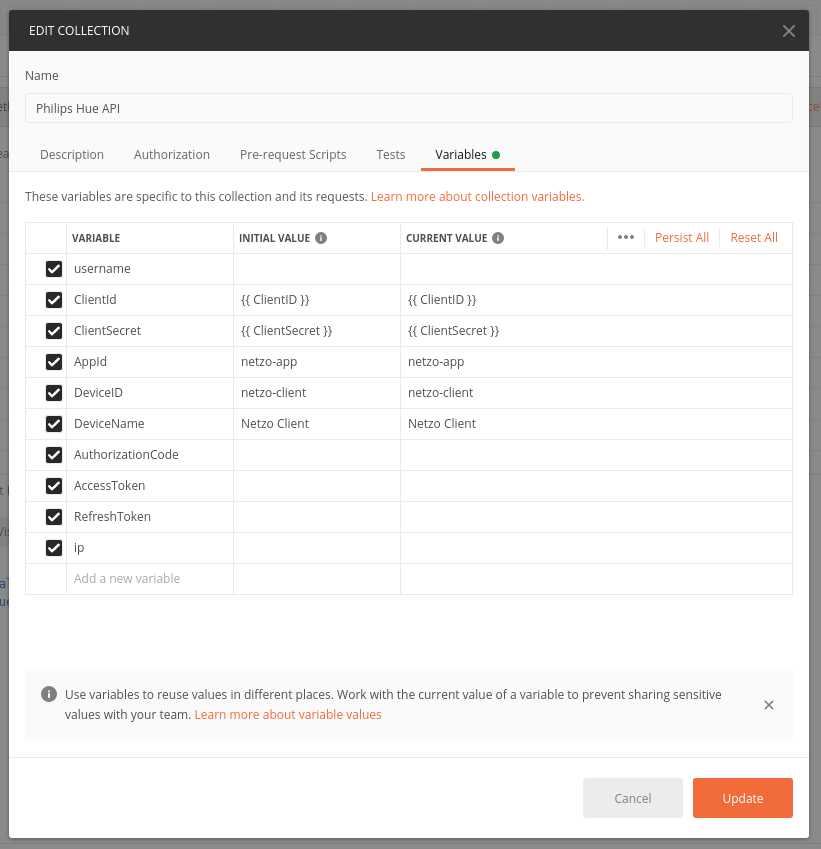 EDIT COLLECTION
Name
Philips Hue API
Description Authorization Pre-request Scripts Tests Variables
These variables are specific to this collection and its requests. Learn more about collection variables.
VARIABLE INITIAL VALUE CURRENT VALUE ••• Persist All Reset All
username
ClientId {{ ClientID }} {{ ClientID }}
ClientSecret {{ ClientSecret }} {{ ClientSecret }}
AppId netzo-app netzo-app
DeviceID netzo-client netzo-client
DeviceName Netzo Client Netzo Client
AuthorizationCode
AccessToken
RefreshToken
ip
Add a new variable
Use variables to reuse values in different places. Work with the current value of a variable to prevent sharing sensitive
values with your team. Learn more about variable values
Cancel Update